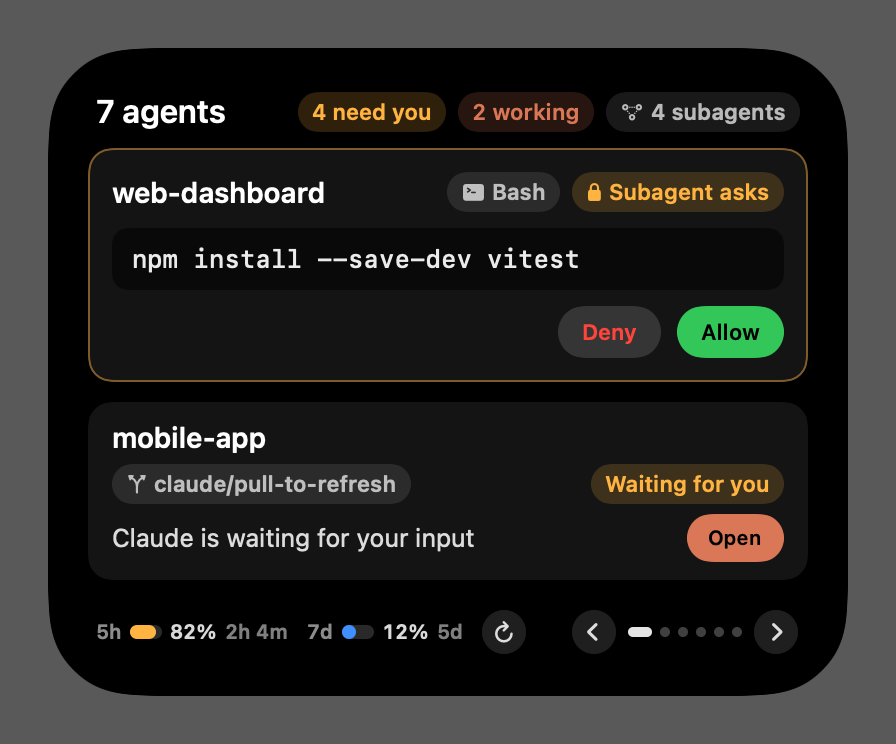 7 agents 4 need you 2 working 4 subagents
web-dashboard Bash Subagent asks
npm install --save-dev vitest
Deny Allow
mobile-app
claude/pull-to-refresh Waiting for you
Claude is waiting for your input Open
5h 82% 2h 4m 7d 12% 5d